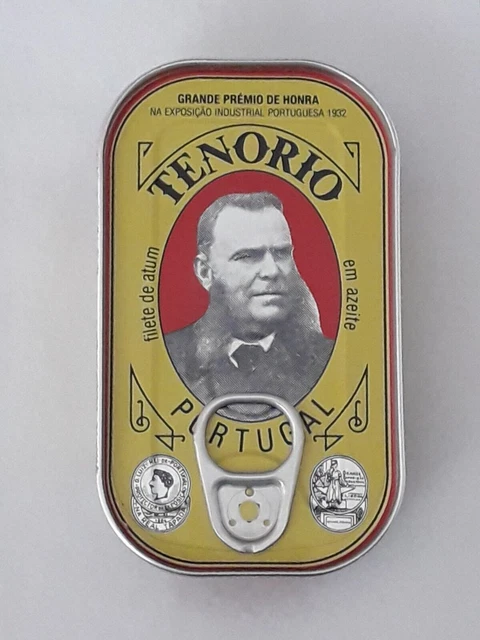 GRANDE PRÉMIO DE HONRA
NA EXPOSIÇÃO INDUSTRIAL PORTUGUESA 1932
TENORIO
filete de atum
em azeite
PORTUGAL